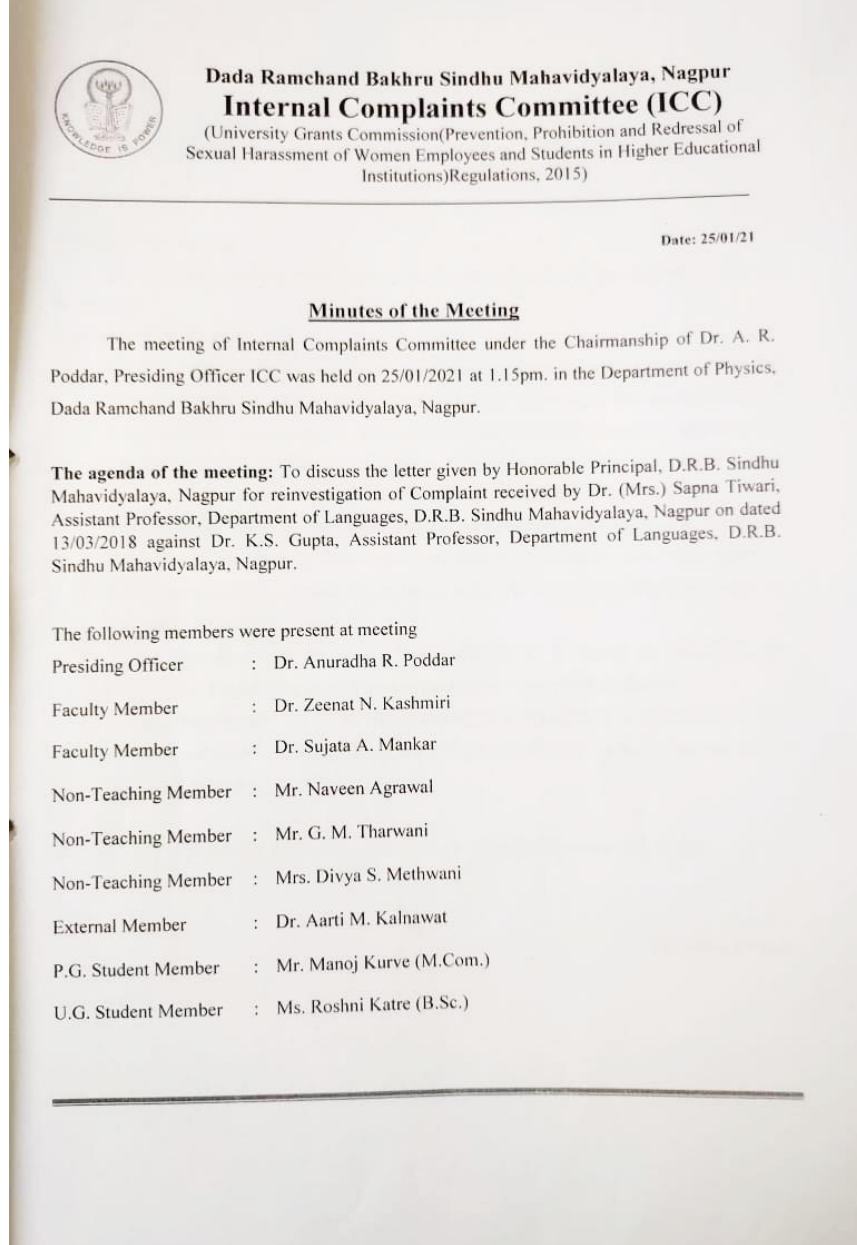 Dada Ramchand Bakhru Sindhu Mahavidyalaya, Nagpur
Internal Complaints Committee (ICC)
(University Grants Commission(Prevention, Prohibition and Redressal of
Sexual Harassment of Women Employees and Students in Higher Educational
Institutions)Regulations, 2015)
KNOWLEDGE IS POWER
Date: 25/01/21
Minutes of the Meeting
The meeting of Internal Complaints Committee under the Chairmanship of Dr. A. R.
Poddar, Presiding Officer ICC was held on 25/01/2021 at 1.15pm. in the Department of Physics,
Dada Ramchand Bakhru Sindhu Mahavidyalaya, Nagpur.
The agenda of the meeting: To discuss the letter given by Honorable Principal, D.R.B. Sindhu
Mahavidyalaya, Nagpur for reinvestigation of Complaint received by Dr. (Mrs.) Sapna Tiwari,
Assistant Professor, Department of Languages, D.R.B. Sindhu Mahavidyalaya, Nagpur on dated
13/03/2018 against Dr. K.S. Gupta, Assistant Professor, Department of Languages, D.R.B.
Sindhu Mahavidyalaya, Nagpur.
The following members were present at meeting
Presiding Officer : Dr. Anuradha R. Poddar
Faculty Member : Dr. Zeenat N. Kashmiri
Faculty Member : Dr. Sujata A. Mankar
Non-Teaching Member : Mr. Naveen Agrawal
Non-Teaching Member : Mr. G. M. Tharwani
Non-Teaching Member : Mrs. Divya S. Methwani
External Member : Dr. Aarti M. Kalnawat
P.G. Student Member : Mr. Manoj Kurve (M.Com.)
U.G. Student Member : Ms. Roshni Katre (B.Sc.)